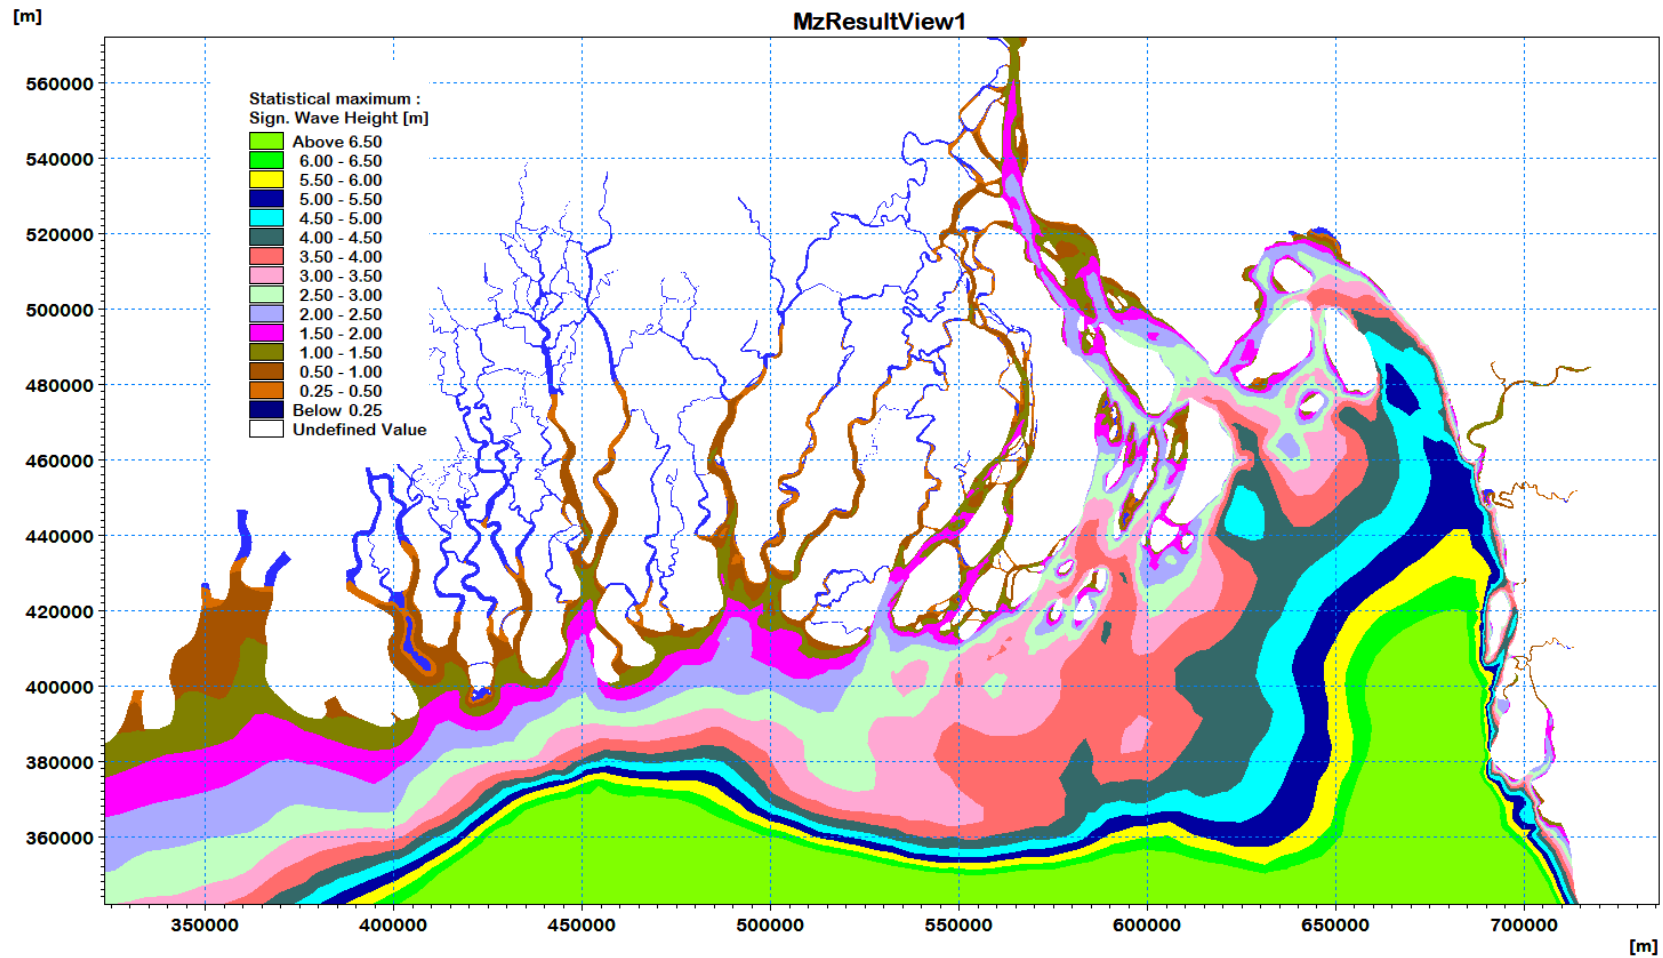 [m]
MzResultView1
560000
540000
520000
500000
480000
460000
440000
420000
400000
380000
360000
Statistical maximum :
Sign. Wave Height [m]
Above 6.50
6.00 - 6.50
5.50 - 6.00
5.00 - 5.50
4.50 - 5.00
4.00 - 4.50
3.50 - 4.00
3.00 - 3.50
2.50 - 3.00
2.00 - 2.50
1.50 - 2.00
1.00 - 1.50
0.50 - 1.00
0.25 - 0.50
Below 0.25
Undefined Value
350000 400000 450000 500000 550000 600000 650000 700000
[m]